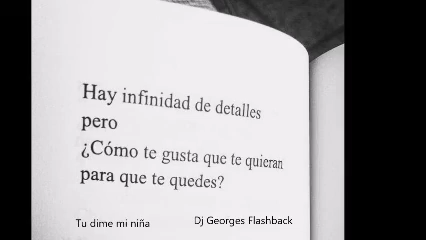 Hay infinidad de detalles
pero
¿Cómo te gusta que te quieran
para que te quedes?
Tu dime mi niña
Dj Georges Flashback